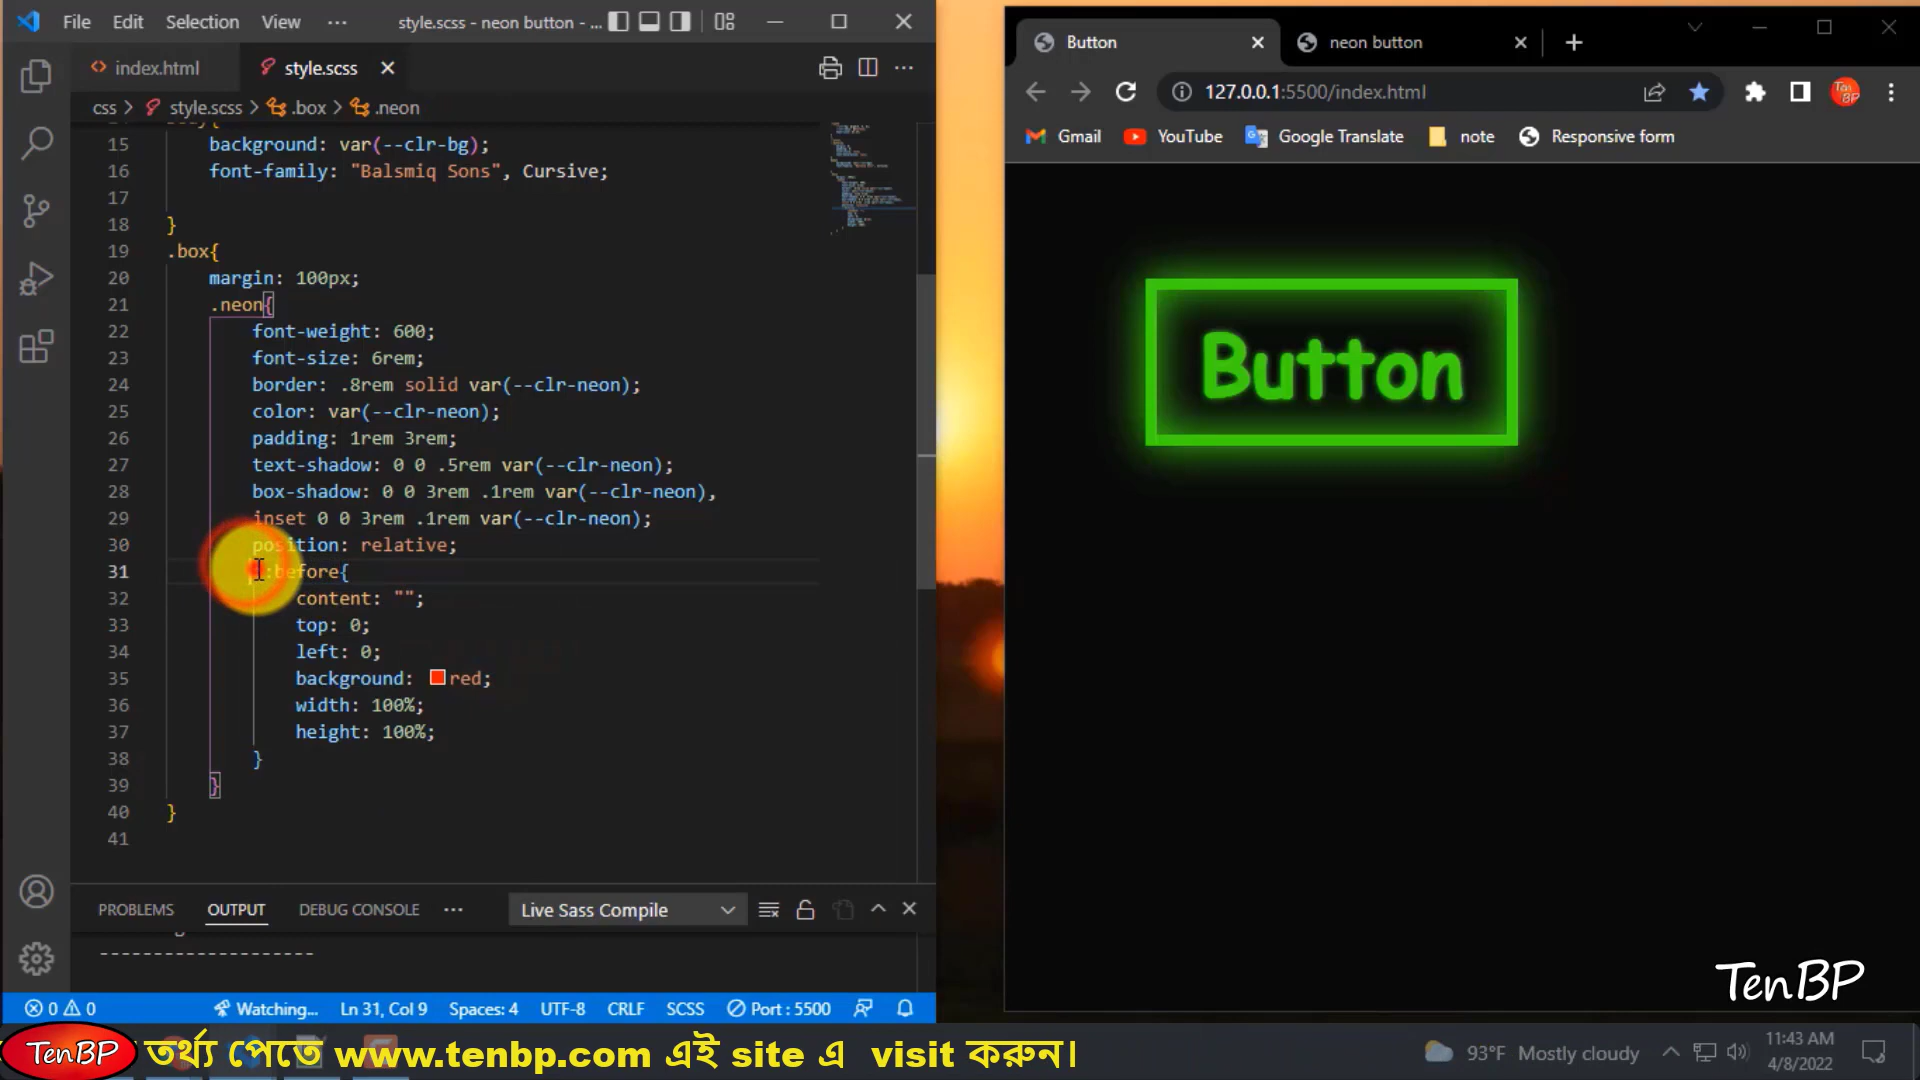 File Edit Selection View ··· style.scss - neon button - ...
index.html style.scss
css > style.scss > .box > .neon
15 background: var(--clr-bg);
16 font-family: "Balsmiq Sons", Cursive;
17
18 }
19 .box{
20 margin: 100px;
21 .neon{
22 font-weight: 600;
23 font-size: 6rem;
24 border: .8rem solid var(--clr-neon);
25 color: var(--clr-neon);
26 padding: 1rem 3rem;
27 text-shadow: 0 0 .5rem var(--clr-neon);
28 box-shadow: 0 0 3rem .1rem var(--clr-neon),
29 inset 0 0 3rem .1rem var(--clr-neon);
30 position: relative;
31 :before{
32 content: "";
33 top: 0;
34 left: 0;
35 background: red;
36 width: 100%;
37 height: 100%;
38 }
39 }
40 }
41
PROBLEMS OUTPUT DEBUG CONSOLE ··· Live Sass Compile
--------------------
0 0 Watching... Ln 31, Col 9 Spaces: 4 UTF-8 CRLF SCSS Port : 5500
Button neon button
127.0.0.1:5500/index.html
Gmail YouTube Google Translate note Responsive form
Button
TenBP
TenBP তর্থ্য পেতে www.tenbp.com এই site এ visit করুন।
93°F Mostly cloudy
11:43 AM
4/8/2022